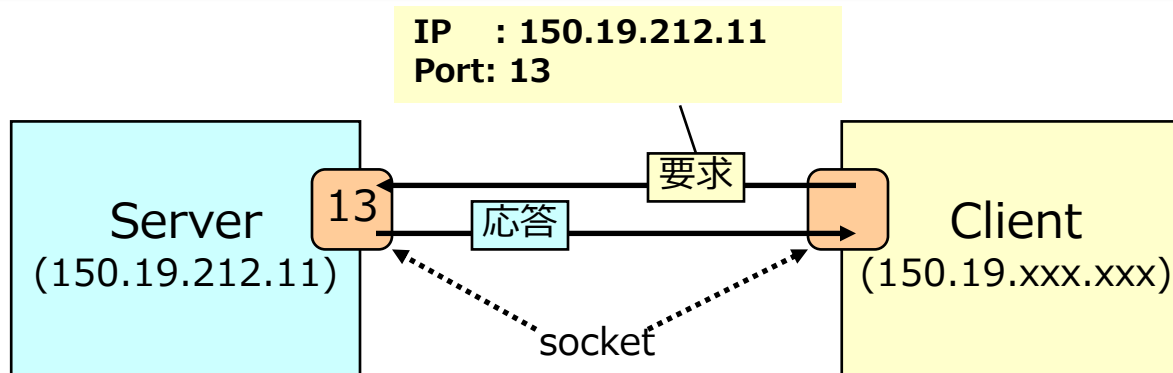 IP : 150.19.212.11
Port: 13
要求
13
応答
Server
(150.19.212.11)
Client
(150.19.xxx.xxx)
socket